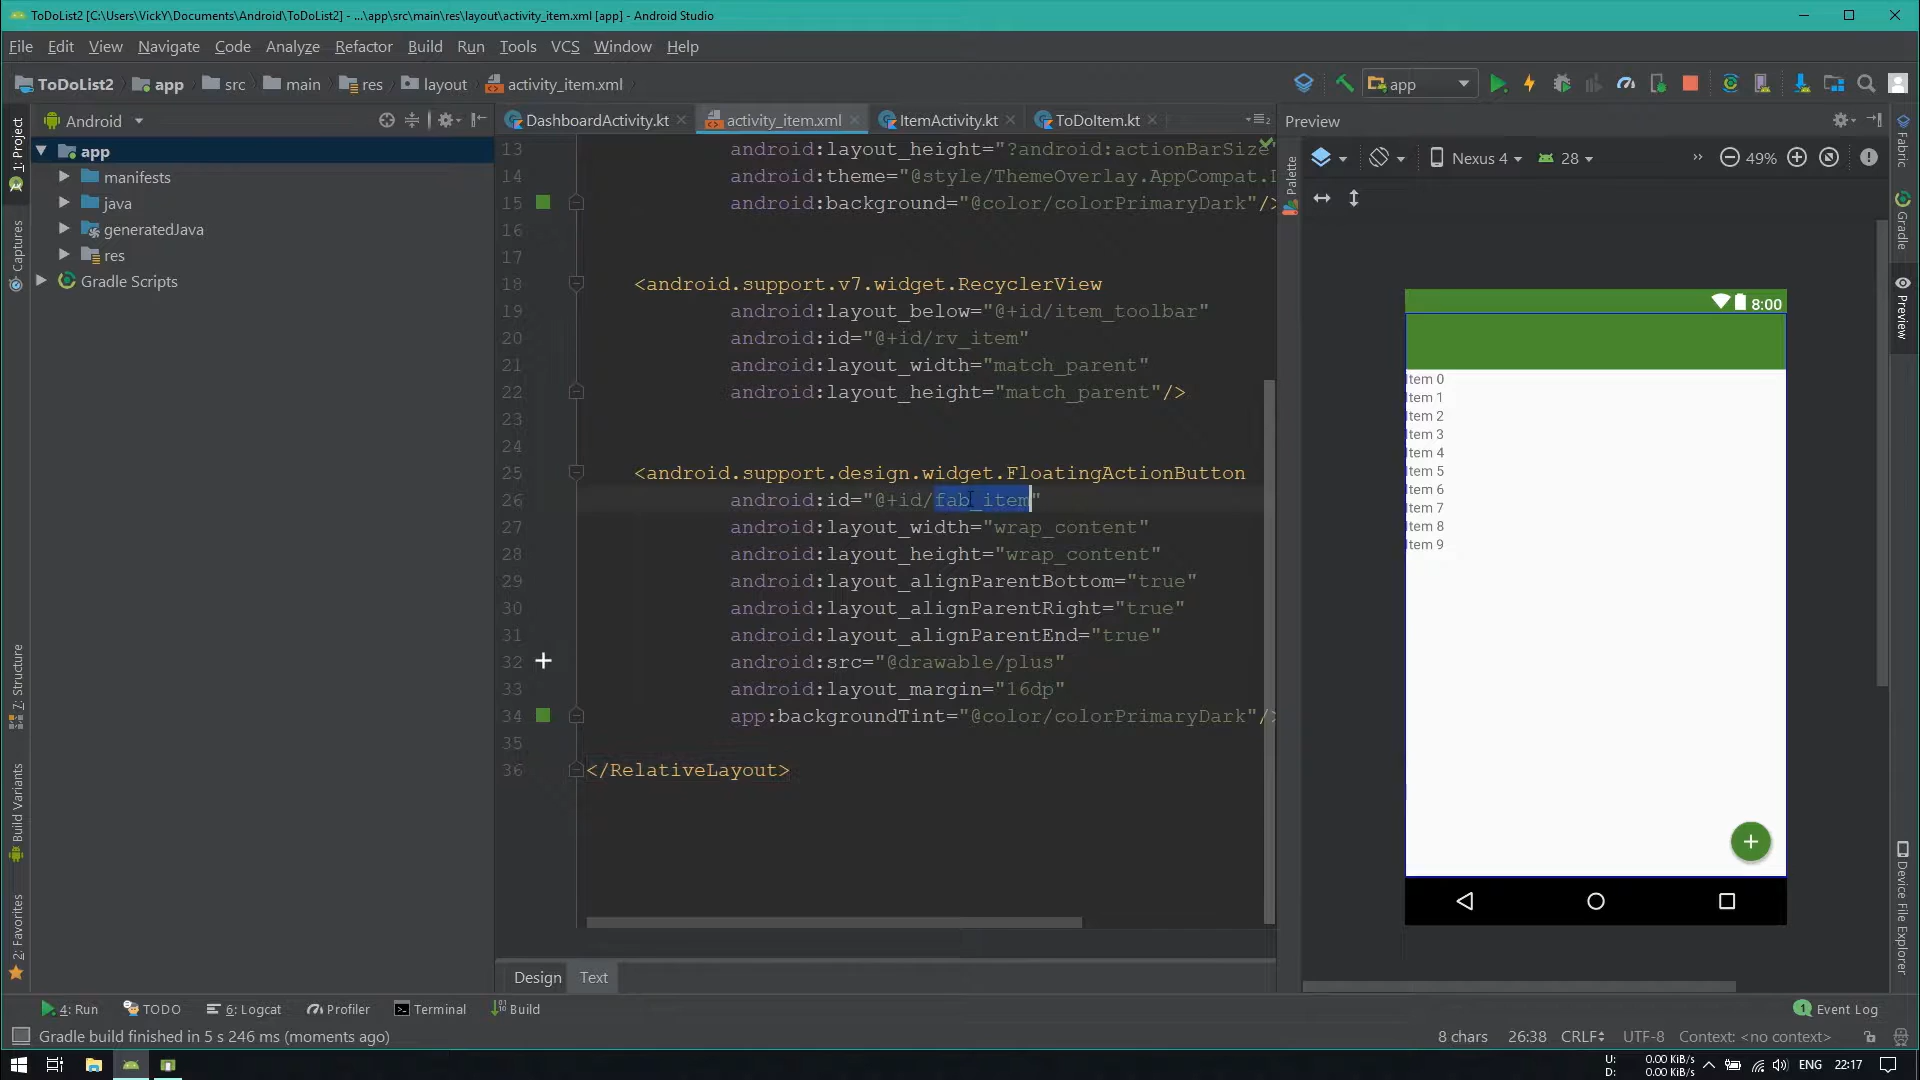 ToDoList2 [C:\Users\VickY\Documents\Android\ToDoList2] - ...\app\src\main\res\layout\activity_item.xml [app] - Android Studio
File Edit View Navigate Code Analyze Refactor Build Run Tools VCS Window Help
ToDoList2 app src main res layout activity_item.xml
app
Android
DashboardActivity.kt activity_item.xml ItemActivity.kt ToDoItem.kt
Preview
app
manifests
java
generatedJava
res
Gradle Scripts
1: Project
Captures
7: Structure
Build Variants
2: Favorites
13 android:layout_height="?android:actionBarSize"
14 android:theme="@style/ThemeOverlay.AppCompat.
15 android:background="@color/colorPrimaryDark"/>
16
17
18 <android.support.v7.widget.RecyclerView
19 android:layout_below="@+id/item_toolbar"
20 android:id="@+id/rv_item"
21 android:layout_width="match_parent"
22 android:layout_height="match_parent"/>
23
24
25 <android.support.design.widget.FloatingActionButton
26 android:id="@+id/fab_item"
27 android:layout_width="wrap_content"
28 android:layout_height="wrap_content"
29 android:layout_alignParentBottom="true"
30 android:layout_alignParentRight="true"
31 android:layout_alignParentEnd="true"
32 android:src="@drawable/plus"
33 android:layout_margin="16dp"
34 app:backgroundTint="@color/colorPrimaryDark"/>
35
36 </RelativeLayout>
Design Text
Palette
Nexus 4 28 49%
8:00
Item 0
Item 1
Item 2
Item 3
Item 4
Item 5
Item 6
Item 7
Item 8
Item 9
Fabric
Gradle
Preview
Device File Explorer
4: Run TODO 6: Logcat Profiler Terminal Build
1 Event Log
Gradle build finished in 5 s 246 ms (moments ago)
8 chars 26:38 CRLF UTF-8 Context: <no context>
U: 0.00 KiB/s
D: 0.00 KiB/s
ENG 22:17